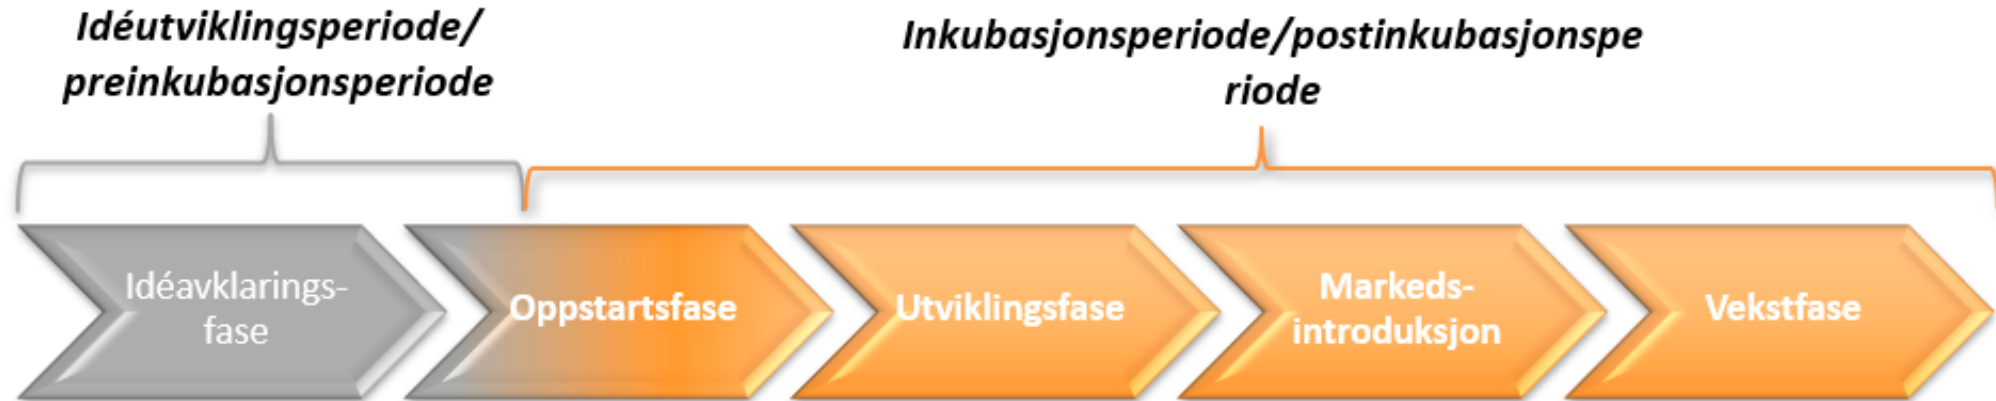 Idéutviklingsperiode/
preinkubasjonsperiode
Inkubasjonsperiode/postinkubasjonspe
riode
Idéavklarings-
fase
Oppstartsfase
Utviklingsfase
Markeds-
introduksjon
Vekstfase